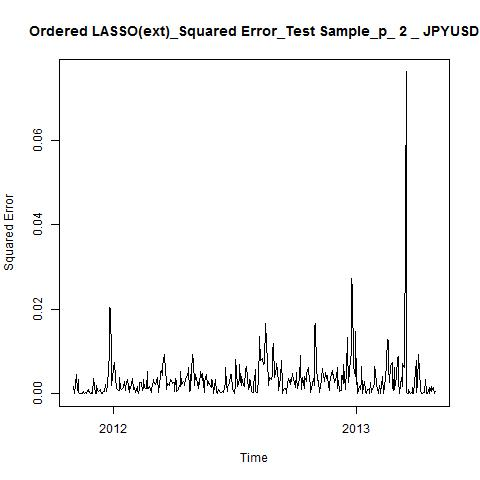 Ordered LASSO(ext)_Squared Error_Test Sample_p_ 2 _ JPYUSD
Squared Error
0.06
0.04
0.02
0.00
2012
2013
Time